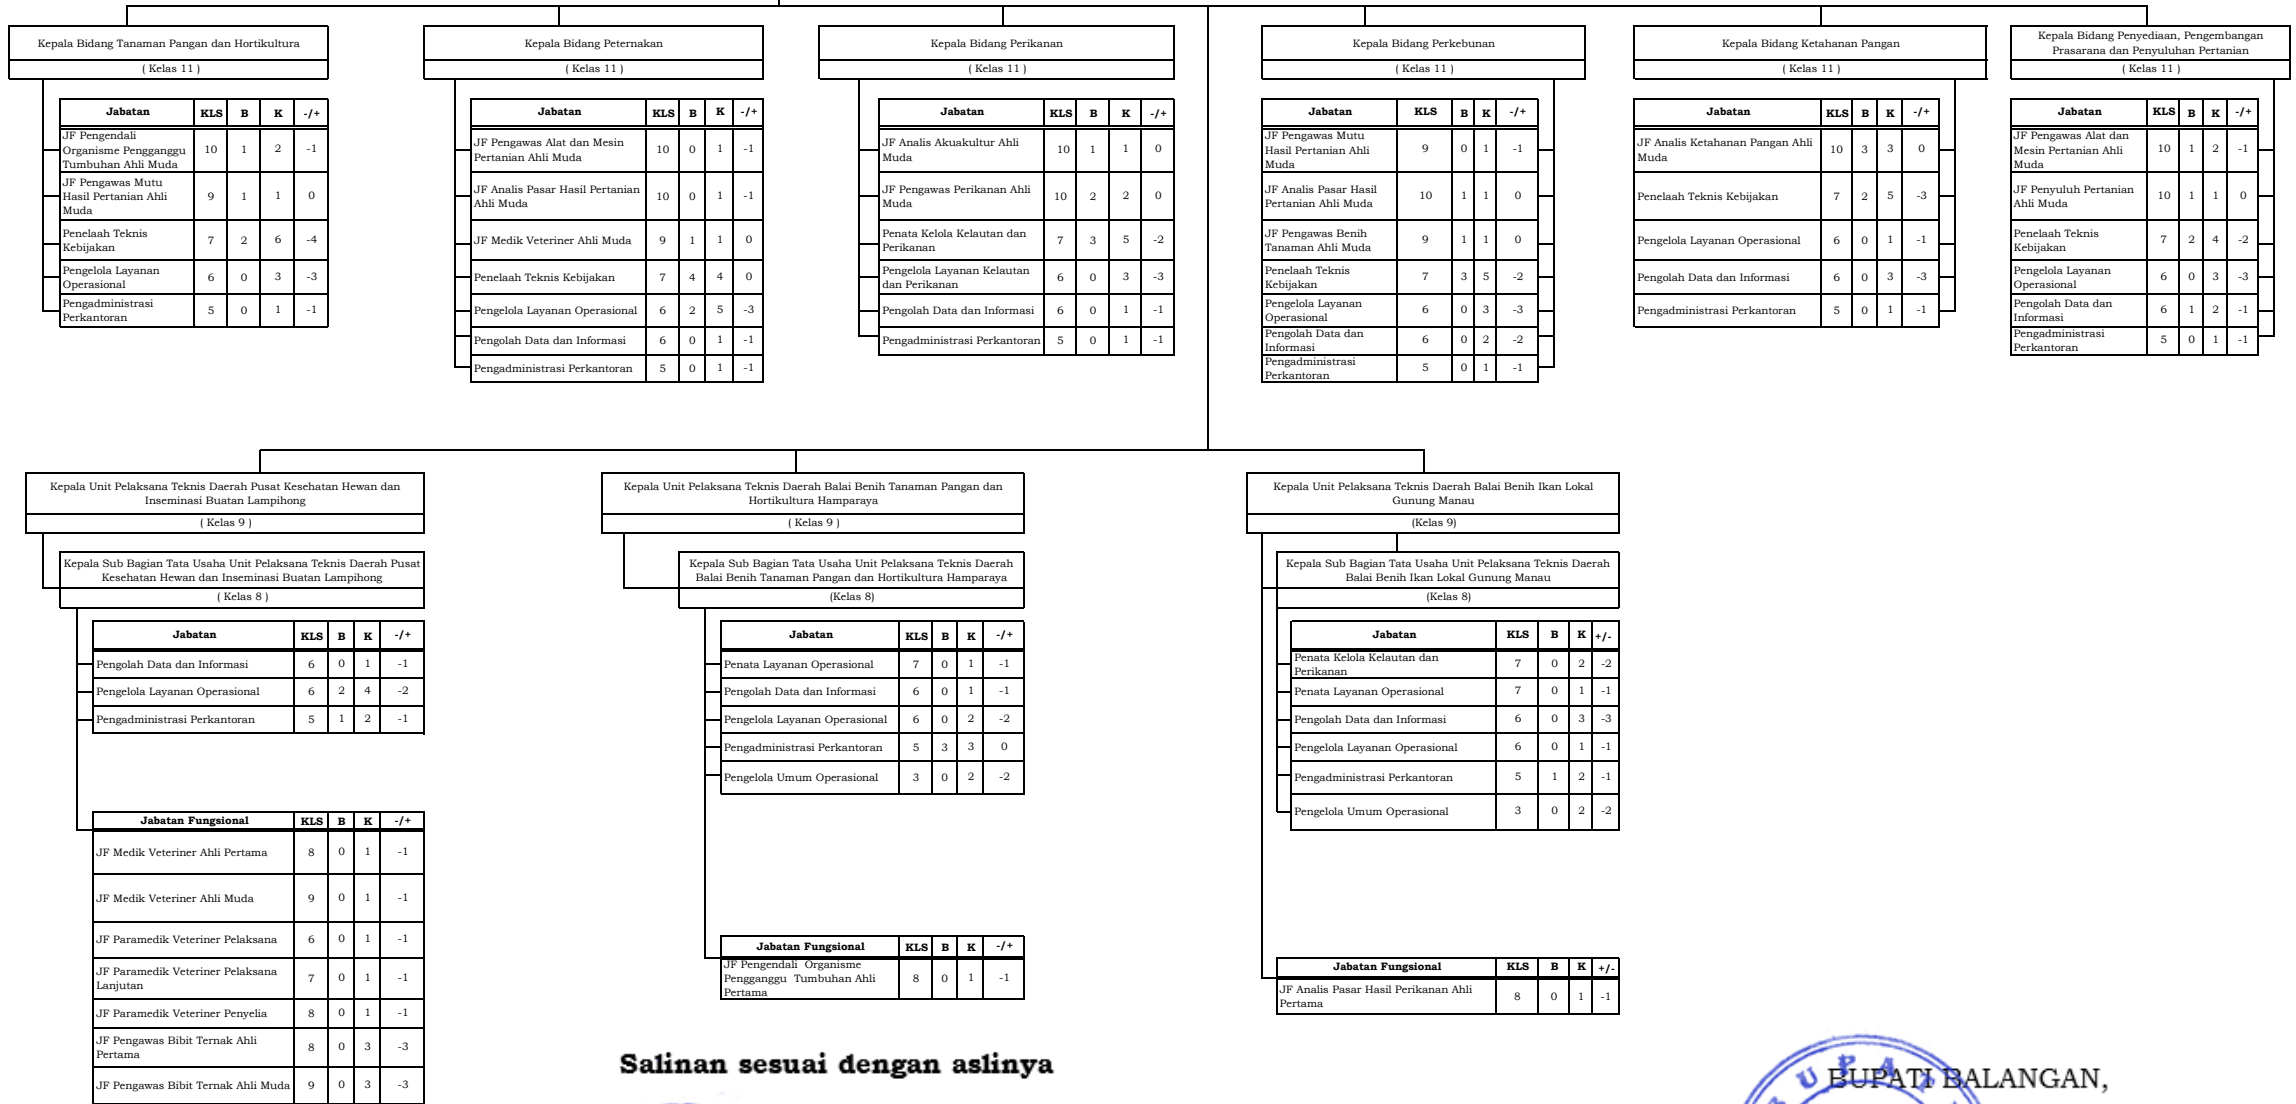 Kepala Bidang Tanaman Pangan dan Hortikultura
( Kelas 11 )
Jabatan KLS B K -/+
JF Pengendali
Organisme Pengganggu
Tumbuhan Ahli Muda 10 1 2 -1
JF Pengawas Mutu
Hasil Pertanian Ahli
Muda 9 1 1 0
Penelaah Teknis
Kebijakan 7 2 6 -4
Pengelola Layanan
Operasional 6 0 3 -3
Pengadministrasi
Perkantoran 5 0 1 -1
Kepala Bidang Peternakan
( Kelas 11 )
Jabatan KLS B K -/+
JF Pengawas Alat dan Mesin
Pertanian Ahli Muda 10 0 1 -1
JF Analis Pasar Hasil Pertanian
Ahli Muda 10 0 1 -1
JF Medik Veteriner Ahli Muda 9 1 1 0
Penelaah Teknis Kebijakan 7 4 4 0
Pengelola Layanan Operasional 6 2 5 -3
Pengolah Data dan Informasi 6 0 1 -1
Pengadministrasi Perkantoran 5 0 1 -1
Kepala Bidang Perikanan
( Kelas 11 )
Jabatan KLS B K -/+
JF Analis Akuakultur Ahli
Muda 10 1 1 0
JF Pengawas Perikanan Ahli
Muda 10 2 2 0
Penata Kelola Kelautan dan
Perikanan 7 3 5 -2
Pengelola Layanan Kelautan
dan Perikanan 6 0 3 -3
Pengolah Data dan Informasi 6 0 1 -1
Pengadministrasi Perkantoran 5 0 1 -1
Kepala Bidang Perkebunan
( Kelas 11 )
Jabatan KLS B K -/+
JF Pengawas Mutu
Hasil Pertanian Ahli
Muda 9 0 1 -1
JF Analis Pasar Hasil
Pertanian Ahli Muda 10 1 1 0
JF Pengawas Benih
Tanaman Ahli Muda 9 1 1 0
Penelaah Teknis
Kebijakan 7 3 5 -2
Pengelola Layanan
Operasional 6 0 3 -3
Pengolah Data dan
Informasi 6 0 2 -2
Pengadministrasi
Perkantoran 5 0 1 -1
Kepala Bidang Ketahanan Pangan
( Kelas 11 )
Jabatan KLS B K -/+
JF Analis Ketahanan Pangan Ahli
Muda 10 3 3 0
Penelaah Teknis Kebijakan 7 2 5 -3
Pengelola Layanan Operasional 6 0 1 -1
Pengolah Data dan Informasi 6 0 3 -3
Pengadministrasi Perkantoran 5 0 1 -1
Kepala Bidang Penyediaan, Pengembangan
Prasarana dan Penyuluhan Pertanian
( Kelas 11 )
Jabatan KLS B K -/+
JF Pengawas Alat dan
Mesin Pertanian Ahli
Muda 10 1 2 -1
JF Penyuluh Pertanian
Ahli Muda 10 1 1 0
Penelaah Teknis
Kebijakan 7 2 4 -2
Pengelola Layanan
Operasional 6 0 3 -3
Pengolah Data dan
Informasi 6 1 2 -1
Pengadministrasi
Perkantoran 5 0 1 -1
Kepala Unit Pelaksana Teknis Daerah Pusat Kesehatan Hewan dan
Inseminasi Buatan Lampihong
( Kelas 9 )
Kepala Sub Bagian Tata Usaha Unit Pelaksana Teknis Daerah Pusat
Kesehatan Hewan dan Inseminasi Buatan Lampihong
( Kelas 8 )
Jabatan KLS B K -/+
Pengolah Data dan Informasi 6 0 1 -1
Pengelola Layanan Operasional 6 2 4 -2
Pengadministrasi Perkantoran 5 1 2 -1
Jabatan Fungsional KLS B K -/+
JF Medik Veteriner Ahli Pertama 8 0 1 -1
JF Medik Veteriner Ahli Muda 9 0 1 -1
JF Paramedik Veteriner Pelaksana 6 0 1 -1
JF Paramedik Veteriner Pelaksana
Lanjutan 7 0 1 -1
JF Paramedik Veteriner Penyelia 8 0 1 -1
JF Pengawas Bibit Ternak Ahli
Pertama 8 0 3 -3
JF Pengawas Bibit Ternak Ahli Muda 9 0 3 -3
Kepala Unit Pelaksana Teknis Daerah Balai Benih Tanaman Pangan dan
Hortikultura Hamparaya
( Kelas 9 )
Kepala Sub Bagian Tata Usaha Unit Pelaksana Teknis Daerah
Balai Benih Tanaman Pangan dan Hortikultura Hamparaya
(Kelas 8)
Jabatan KLS B K -/+
Penata Layanan Operasional 7 0 1 -1
Pengolah Data dan Informasi 6 0 1 -1
Pengelola Layanan Operasional 6 0 2 -2
Pengadministrasi Perkantoran 5 3 3 0
Pengelola Umum Operasional 3 0 2 -2
Jabatan Fungsional KLS B K -/+
JF Pengendali Organisme
Pengganggu Tumbuhan Ahli
Pertama 8 0 1 -1
Kepala Unit Pelaksana Teknis Daerah Balai Benih Ikan Lokal
Gunung Manau
(Kelas 9)
Kepala Sub Bagian Tata Usaha Unit Pelaksana Teknis Daerah
Balai Benih Ikan Lokal Gunung Manau
(Kelas 8)
Jabatan KLS B K +/-
Penata Kelola Kelautan dan
Perikanan 7 0 2 -2
Penata Layanan Operasional 7 0 1 -1
Pengolah Data dan Informasi 6 0 3 -3
Pengelola Layanan Operasional 6 0 1 -1
Pengadministrasi Perkantoran 5 1 2 -1
Pengelola Umum Operasional 3 0 2 -2
Jabatan Fungsional KLS B K +/-
JF Analis Pasar Hasil Perikanan Ahli
Pertama 8 0 1 -1
Salinan sesuai dengan aslinya
BUPATI BALANGAN,